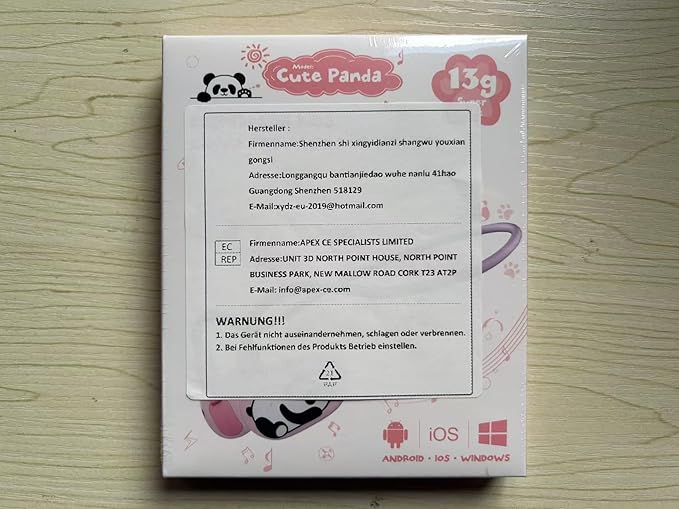 Model:
Cute Panda
13g
Super
Hersteller :
Firmenname:Shenzhen shi xingyidianzi shangwu youxian
gongsi
Adresse:Longgangqu bantianjiedao wuhe nanlu 41hao
Guangdong Shenzhen 518129
E-Mail:xydz-eu-2019@hotmail.com
EC
REP
Firmenname:APEX CE SPECIALISTS LIMITED
Adresse:UNIT 3D NORTH POINT HOUSE, NORTH POINT
BUSINESS PARK, NEW MALLOW ROAD CORK T23 AT2P
E-Mail: info@apex-ce.com
WARNUNG!!!
1. Das Gerät nicht auseinandernehmen, schlagen oder verbrennen.
2. Bei Fehlfunktionen des Produkts Betrieb einstellen.
21
PAP
iOS
ANDROID · IOS · WINDOWS